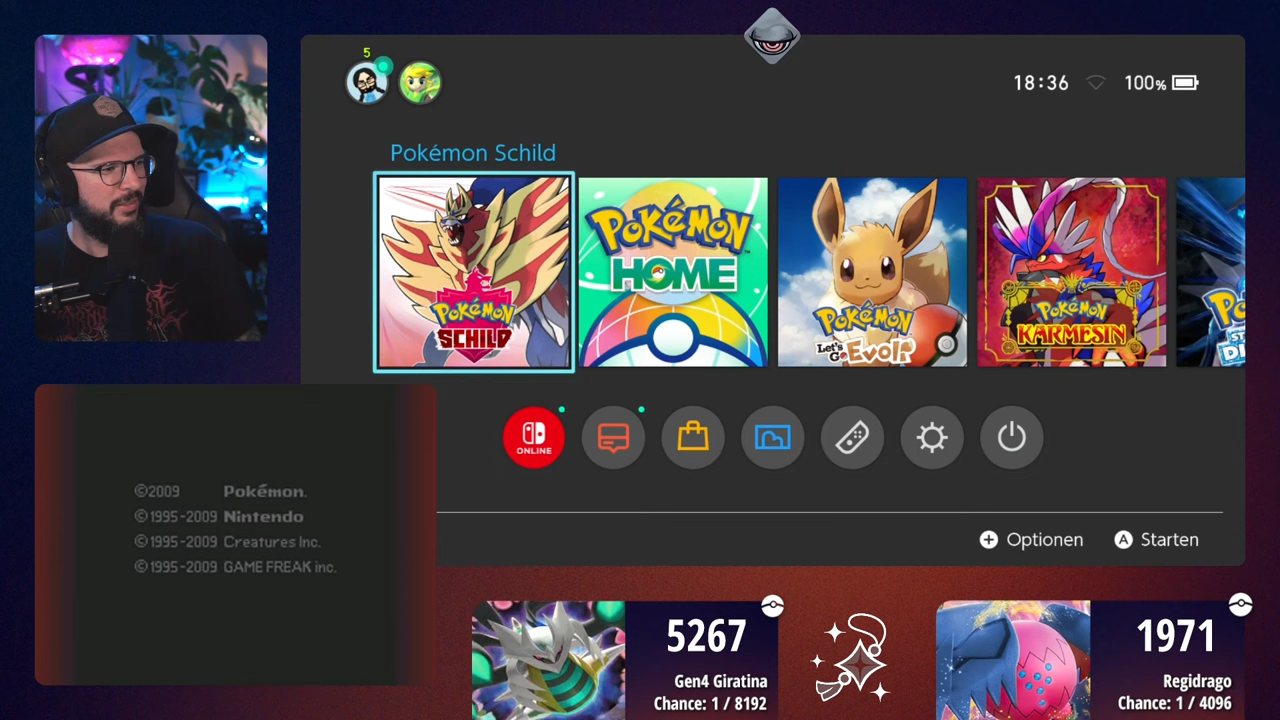 5
18:36
100%
Pokémon Schild
POKéMON
SCHILD
POKéMON
HOME
POKéMON
Let's Go Evoli
POKéMON
KARMESIN
ONLINE
©2009 Pokémon.
©1995-2009 Nintendo
©1995-2009 Creatures Inc.
©1995-2009 GAME FREAK inc.
+ Optionen
A Starten
5267
Gen4 Giratina
Chance: 1 / 8192
1971
Regidrago
Chance: 1 / 4096